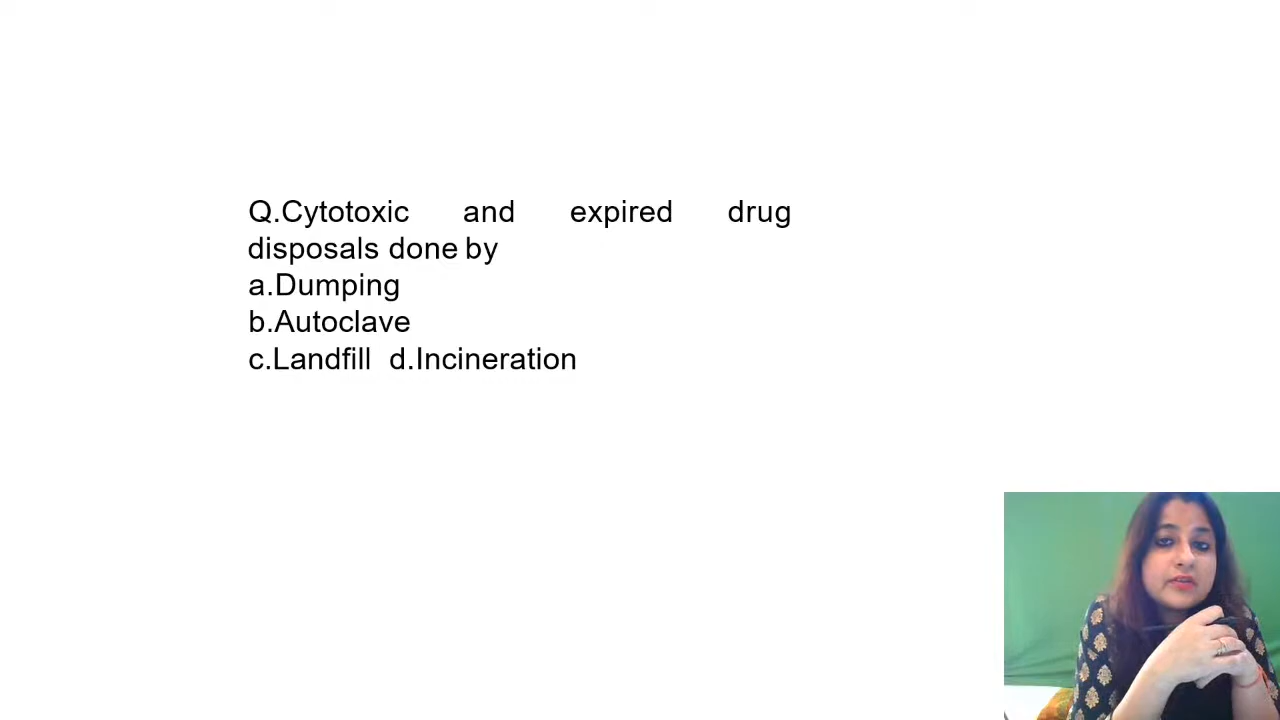 Q.Cytotoxic and expired drug
disposals done by
a.Dumping
b.Autoclave
c.Landfill d.Incineration